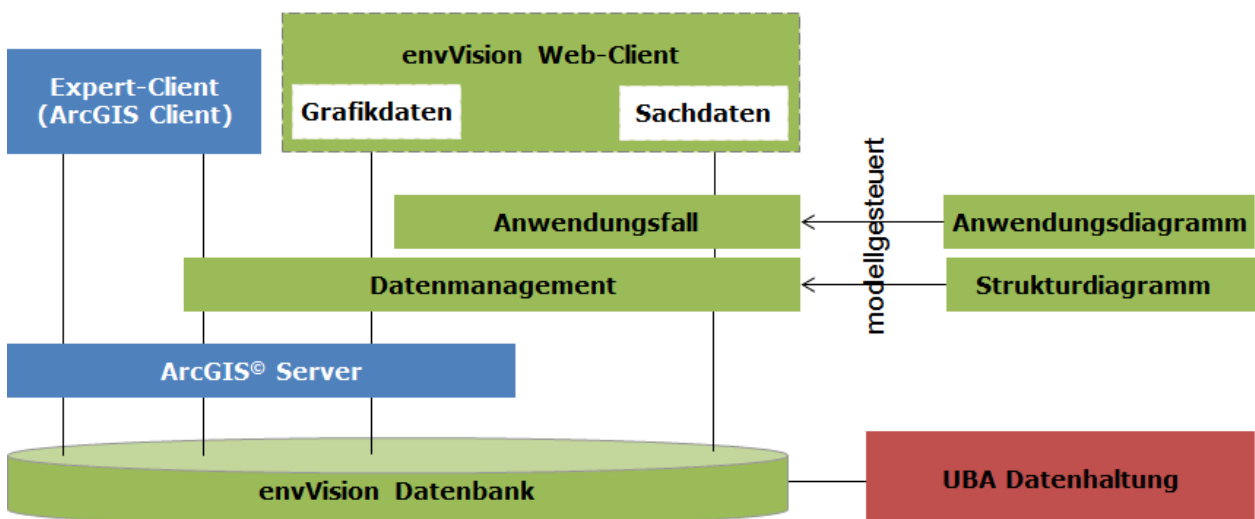 envVision Web-Client
Expert-Client
(ArcGIS Client)
Grafikdaten
Sachdaten
modellgesteuert
Anwendungsfall
Anwendungsdiagramm
Datenmanagement
Strukturdiagramm
ArcGIS© Server
envVision Datenbank
UBA Datenhaltung